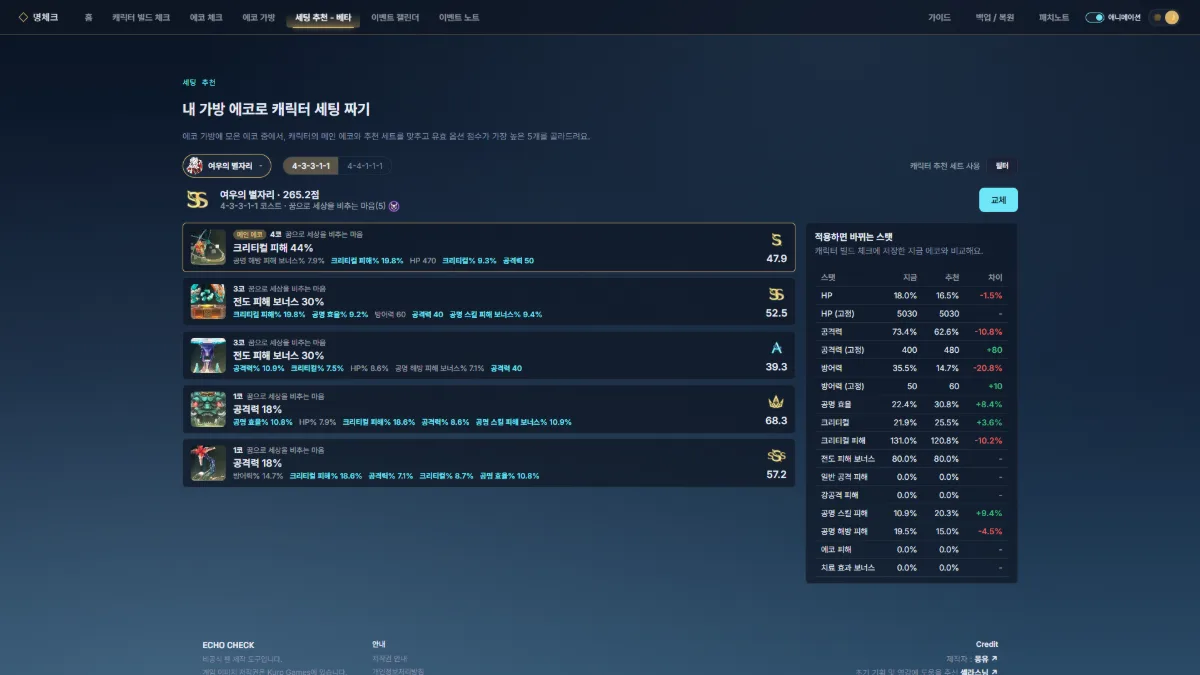 명체크 홈 캐릭터 빌드 체크 에코 체크 에코 가방 세팅 추천 - 베타 이벤트 캘린더 이벤트 노트 가이드 백업 / 복원 패치노트 애니메이션
세팅 추천
내 가방 에코로 캐릭터 세팅 짜기
에코 가방에 모은 에코 중에서, 캐릭터의 메인 에코와 추천 세트를 맞추고 유효 옵션 점수가 가장 높은 5개를 골라드려요.
여우의 별자리 4-3-3-1-1 4-4-1-1-1 캐릭터 추천 세트 사용 필터
여우의 별자리 · 265.2점
4-3-3-1-1 코스트 · 꿈으로 세상을 비추는 마음(5)
교체
메인 에코 4코 꿈으로 세상을 비추는 마음
크리티컬 피해 44%
공명 해방 피해 보너스% 7.9% 크리티컬 피해% 19.8% HP 470 크리티컬% 9.3% 공격력 50
47.9
3코 꿈으로 세상을 비추는 마음
전도 피해 보너스 30%
크리티컬 피해% 19.8% 공명 효율% 9.2% 방어력 60 공격력 40 공명 스킬 피해 보너스% 9.4%
52.5
3코 꿈으로 세상을 비추는 마음
전도 피해 보너스 30%
공격력% 10.9% 크리티컬% 7.5% HP% 8.6% 공명 해방 피해 보너스% 7.1% 공격력 40
39.3
1코 꿈으로 세상을 비추는 마음
공격력 18%
공명 효율% 10.8% HP% 7.9% 크리티컬 피해% 18.6% 공격력% 8.6% 공명 스킬 피해 보너스% 10.9%
68.3
1코 꿈으로 세상을 비추는 마음
공격력 18%
방어력% 14.7% 크리티컬 피해% 18.6% 공격력% 7.1% 크리티컬% 8.7% 공명 효율% 10.8%
57.2
적용하면 바뀌는 스탯
캐릭터 빌드 체크에 저장한 지금 에코와 비교해요.
스탯 지금 추천 차이
HP 18.0% 16.5% -1.5%
HP (고정) 5030 5030 -
공격력 73.4% 62.6% -10.8%
공격력 (고정) 400 480 +80
방어력 35.5% 14.7% -20.8%
방어력 (고정) 50 60 +10
공명 효율 22.4% 30.8% +8.4%
크리티컬 21.9% 25.5% +3.6%
크리티컬 피해 131.0% 120.8% -10.2%
전도 피해 보너스 80.0% 80.0% -
일반 공격 피해 0.0% 0.0% -
강공격 피해 0.0% 0.0% -
공명 스킬 피해 10.9% 20.3% +9.4%
공명 해방 피해 19.5% 15.0% -4.5%
에코 피해 0.0% 0.0% -
치료 효과 보너스 0.0% 0.0% -
ECHO CHECK
비공식 팬 제작 도구입니다.
안내
저작권 안내
개인정보처리방침
Credit
제작자 : 몽유 ↗